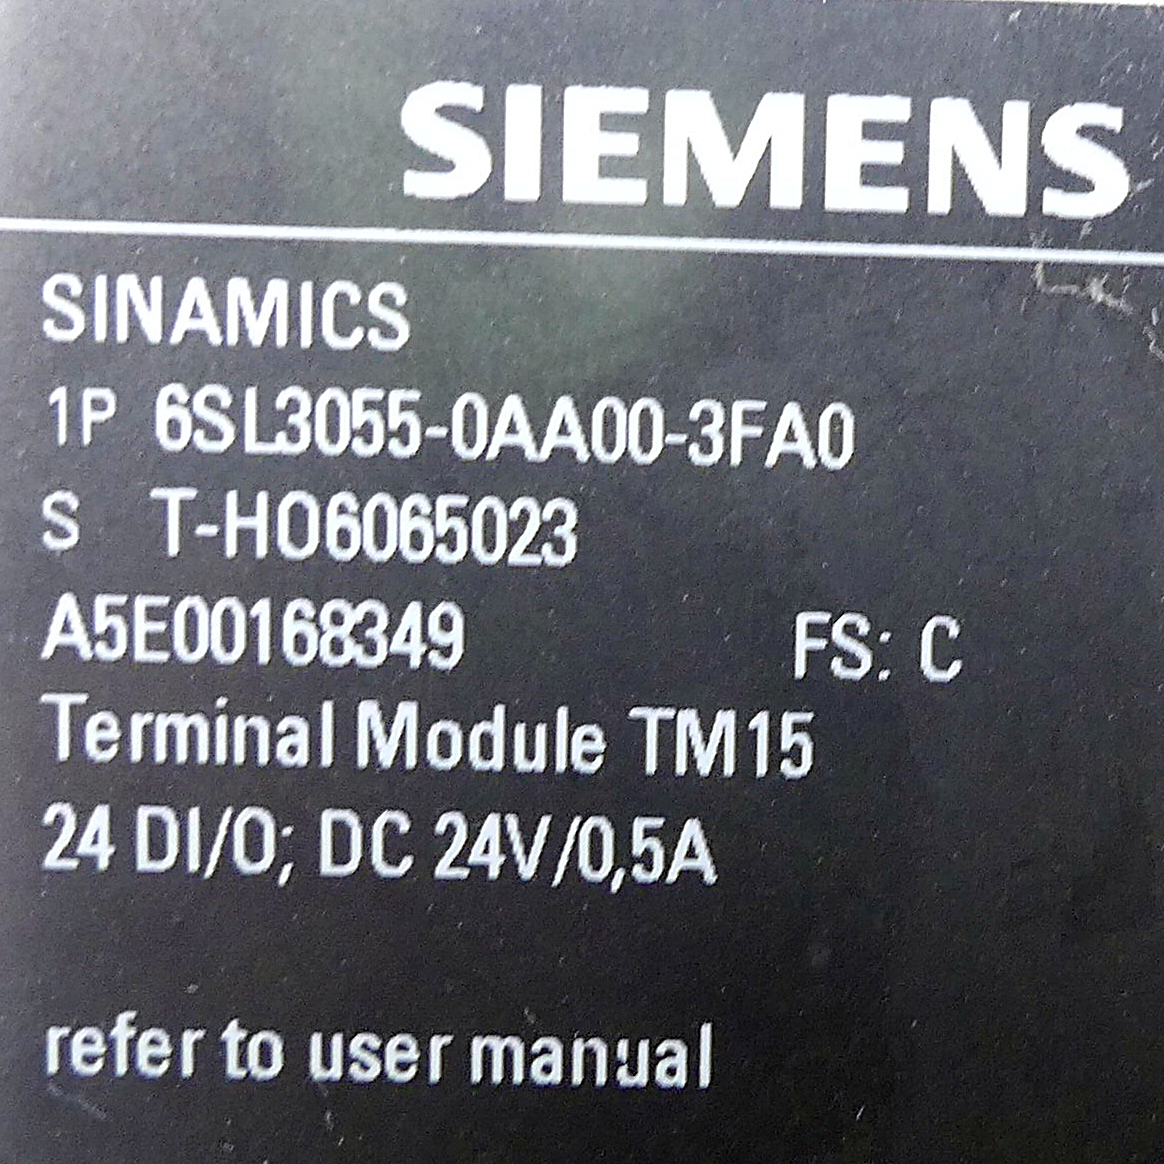 SIEMENS
SINAMICS
1P 6SL3055-0AA00-3FA0
S T-HO6065023
A5E00168349 FS: C
Terminal Module TM15
24 DI/O; DC 24V/0,5A
refer to user manual